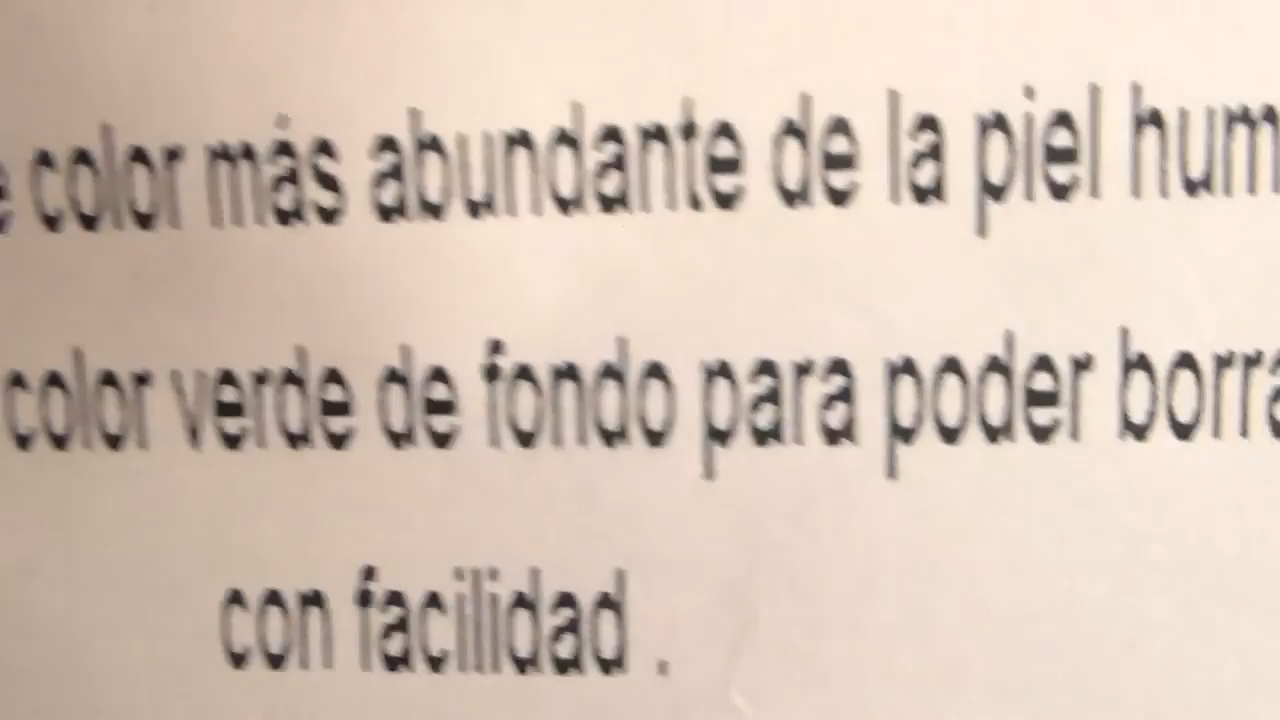 color más abundante de la piel hum
color verde de fondo para poder borra
con facilidad .